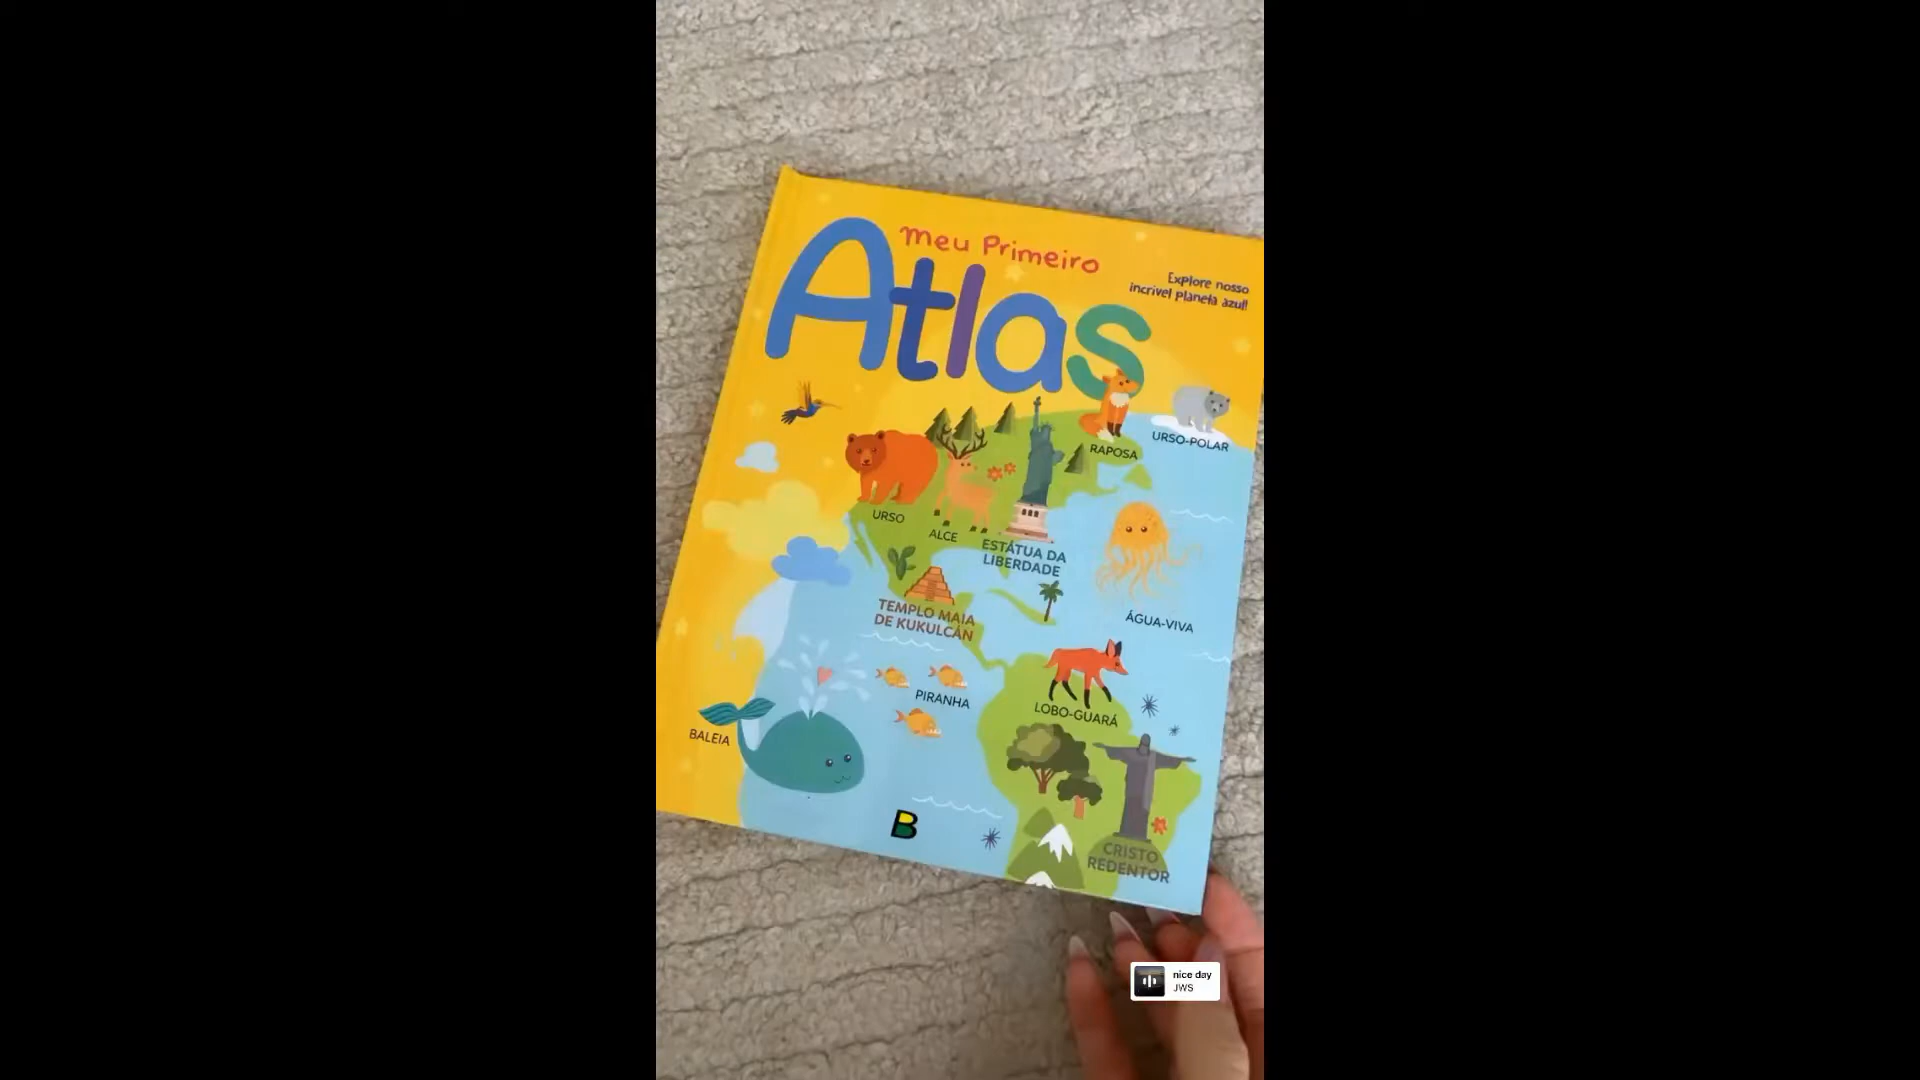 Meu Primeiro
Atlas
Explore nosso
incrível planeta azul!
URSO-POLAR
RAPOSA
URSO
ALCE
ESTÁTUA DA
LIBERDADE
TEMPLO MAIA
DE KUKULCÁN
ÁGUA-VIVA
PIRANHA
LOBO-GUARÁ
BALEIA
B
CRISTO
REDENTOR
nice day
JWS